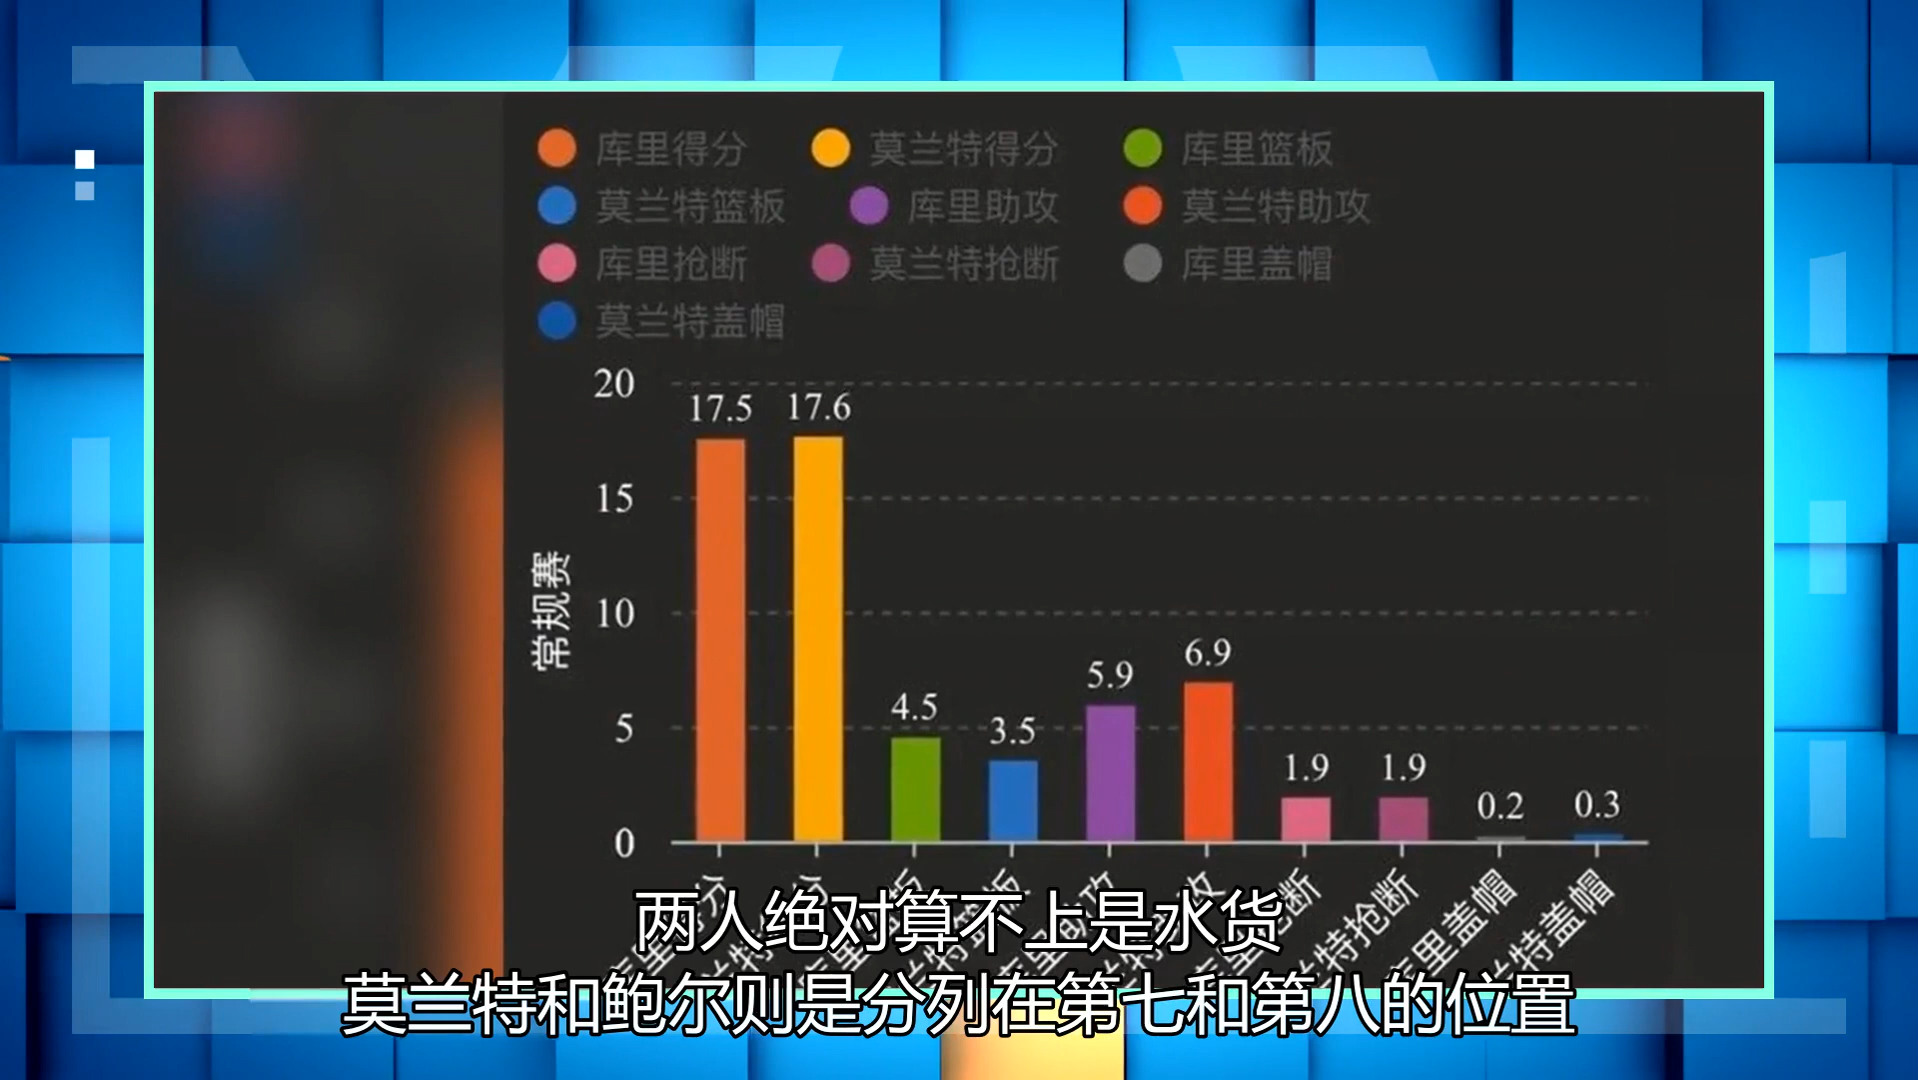 库里得分 莫兰特得分 库里篮板
莫兰特篮板 库里助攻 莫兰特助攻
库里抢断 莫兰特抢断 库里盖帽
莫兰特盖帽
20
17.5 17.6
15
常规赛
10
6.9
5.9
4.5
5
3.5
1.9 1.9
0.2 0.3
0
两人绝对算不上是水货
莫兰特和鲍尔则是分列在第七和第八的位置